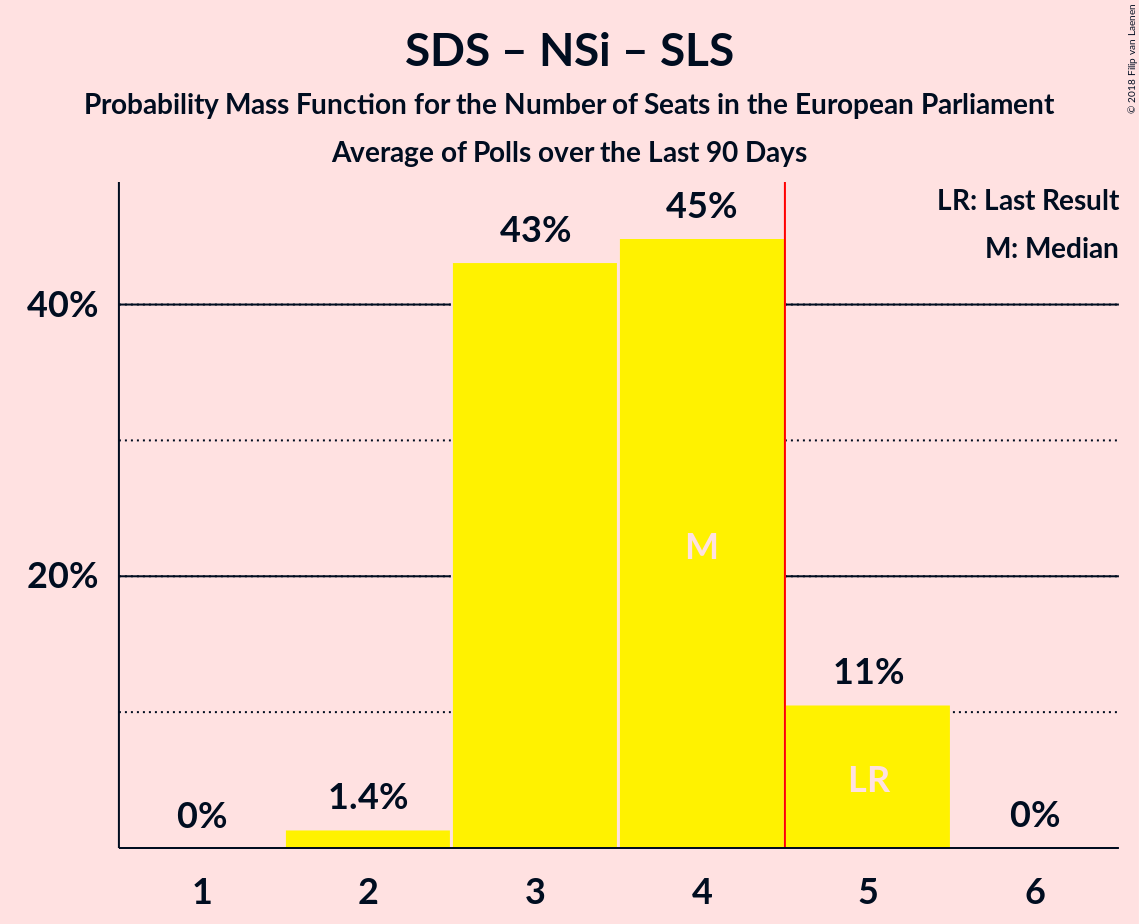 SDS – NSi – SLS
Probability Mass Function for the Number of Seats in the European Parliament
Average of Polls over the Last 90 Days
© 2018 Filip van Laenen
LR: Last Result
M: Median
45%
43%
40%
M
20%
11%
LR
1.4%
0%
0%
1 2 3 4 5 6